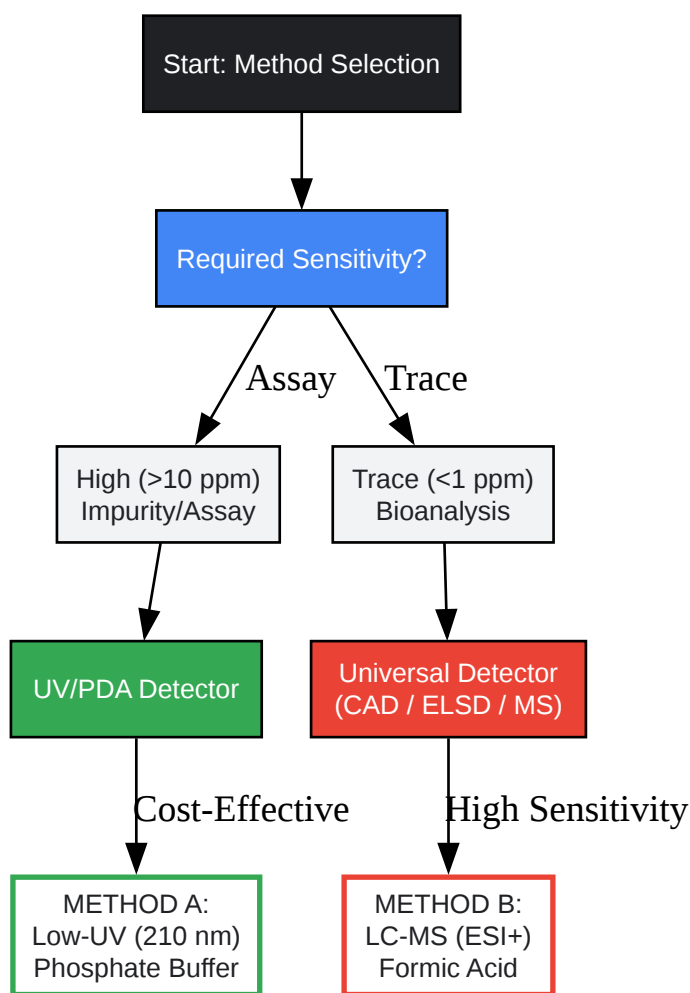 Start: Method Selection
Required Sensitivity?
Assay
Trace
High (>10 ppm)
Impurity/Assay
Trace (<1 ppm)
Bioanalysis
UV/PDA Detector
Universal Detector
(CAD / ELSD / MS)
Cost-Effective
High Sensitivity
METHOD A:
Low-UV (210 nm)
Phosphate Buffer
METHOD B:
LC-MS (ESI+)
Formic Acid